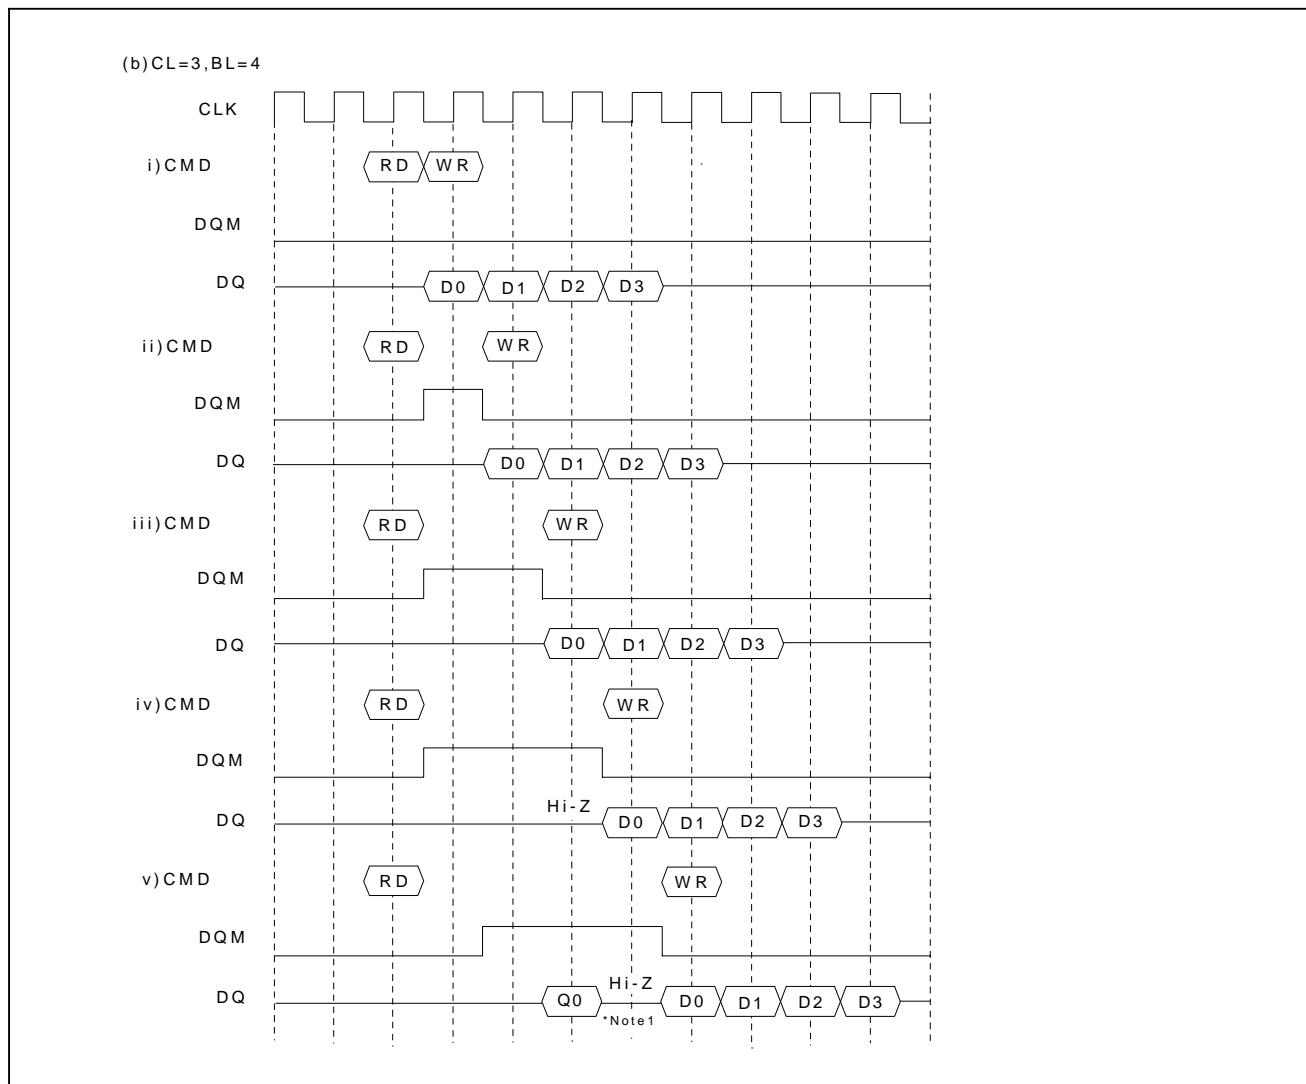 (b)CL=3,BL=4
CLK
i)CMD RD WR
DQM
DQ D0 D1 D2 D3
ii)CMD RD WR
DQM
DQ D0 D1 D2 D3
iii)CMD RD WR
DQM
DQ D0 D1 D2 D3
iv)CMD RD WR
DQM
Hi-Z
DQ D0 D1 D2 D3
v)CMD RD WR
DQM
Hi-Z
DQ Q0 D0 D1 D2 D3
*Note1